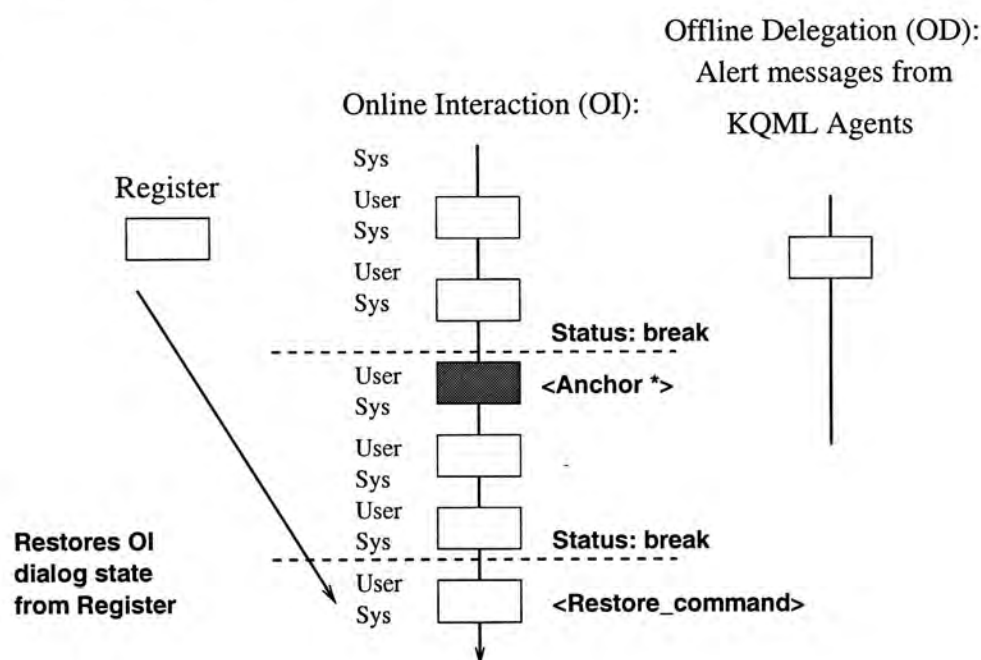 Offline Delegation (OD):
Alert messages from
KQML Agents
Online Interaction (OI):
Register
Sys
User
Sys
User
Sys
Status: break
User
Sys
<Anchor *>
User
Sys
User
Sys
Status: break
Restores OI
dialog state
from Register
User
Sys
<Restore_command>